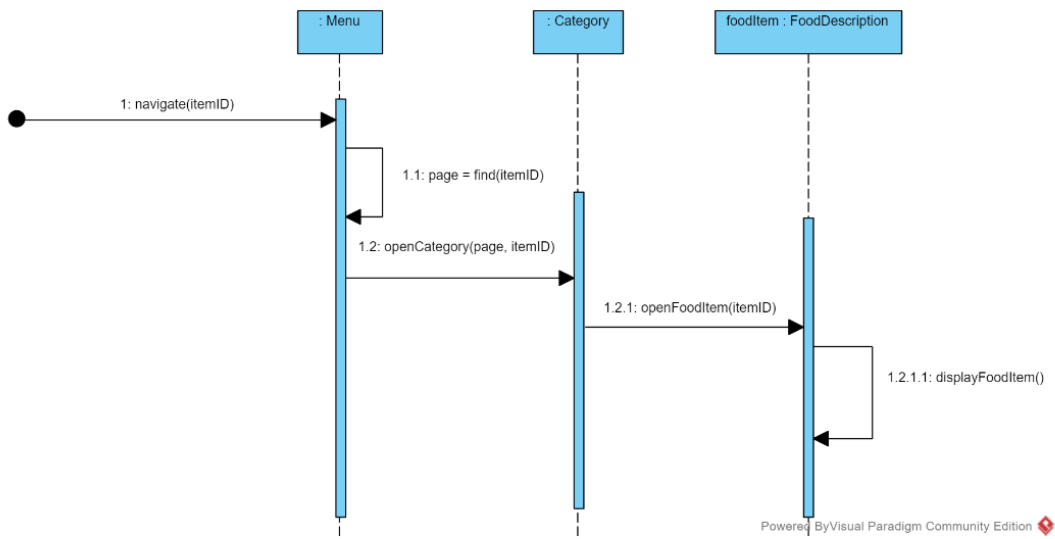 : Menu
: Category
foodItem : FoodDescription
1: navigate(itemID)
1.1: page = find(itemID)
1.2: openCategory(page, itemID)
1.2.1: openFoodItem(itemID)
1.2.1.1: displayFoodItem()
Powered ByVisual Paradigm Community Edition